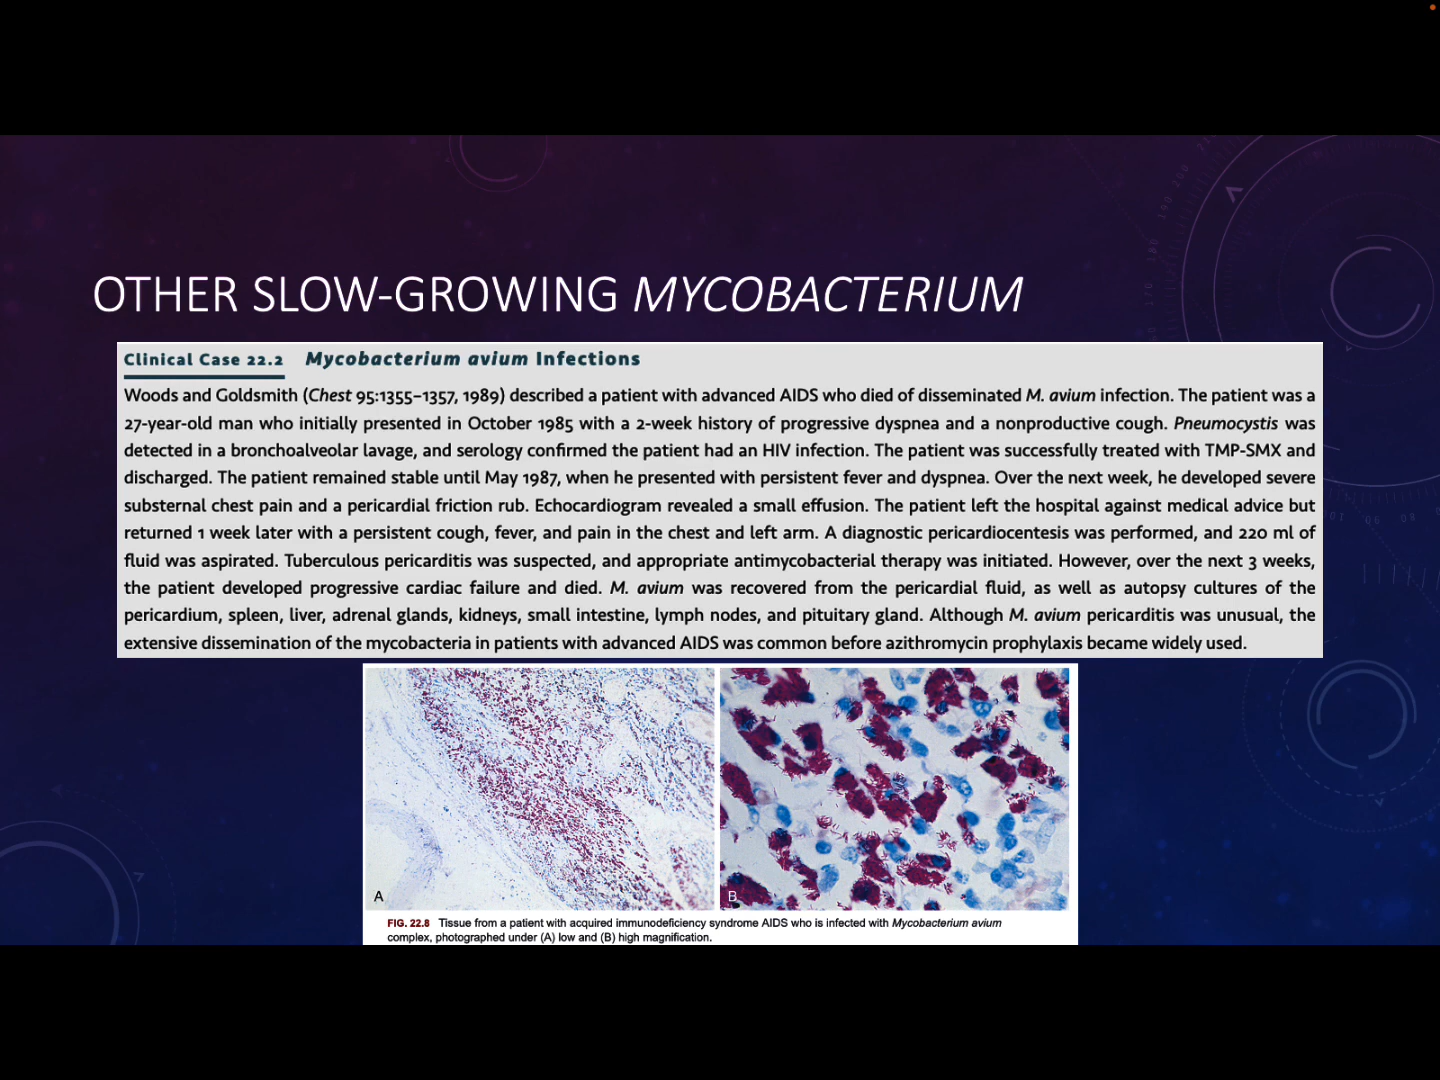 OTHER SLOW-GROWING MYCOBACTERIUM
Clinical Case 22.2 Mycobacterium avium Infections
Woods and Goldsmith (Chest 95:1355–1357, 1989) described a patient with advanced AIDS who died of disseminated M. avium infection. The patient was a
27-year-old man who initially presented in October 1985 with a 2-week history of progressive dyspnea and a nonproductive cough. Pneumocystis was
detected in a bronchoalveolar lavage, and serology confirmed the patient had an HIV infection. The patient was successfully treated with TMP-SMX and
discharged. The patient remained stable until May 1987, when he presented with persistent fever and dyspnea. Over the next week, he developed severe
substernal chest pain and a pericardial friction rub. Echocardiogram revealed a small effusion. The patient left the hospital against medical advice but
returned 1 week later with a persistent cough, fever, and pain in the chest and left arm. A diagnostic pericardiocentesis was performed, and 220 ml of
fluid was aspirated. Tuberculous pericarditis was suspected, and appropriate antimycobacterial therapy was initiated. However, over the next 3 weeks,
the patient developed progressive cardiac failure and died. M. avium was recovered from the pericardial fluid, as well as autopsy cultures of the
pericardium, spleen, liver, adrenal glands, kidneys, small intestine, lymph nodes, and pituitary gland. Although M. avium pericarditis was unusual, the
extensive dissemination of the mycobacteria in patients with advanced AIDS was common before azithromycin prophylaxis became widely used.
A
B
FIG. 22.8 Tissue from a patient with acquired immunodeficiency syndrome AIDS who is infected with Mycobacterium avium
complex, photographed under (A) low and (B) high magnification.